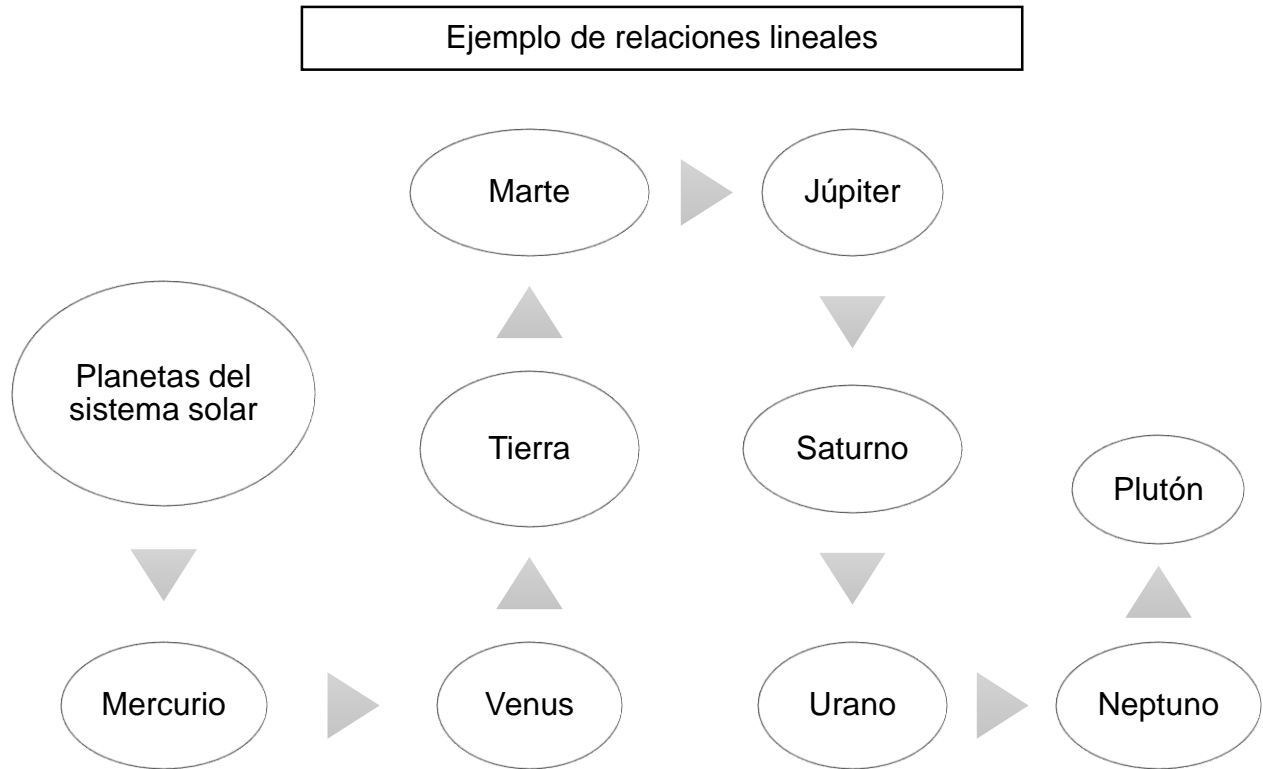 Ejemplo de relaciones lineales
Planetas del
sistema solar
Mercurio
Venus
Tierra
Marte
Júpiter
Saturno
Urano
Neptuno
Plutón